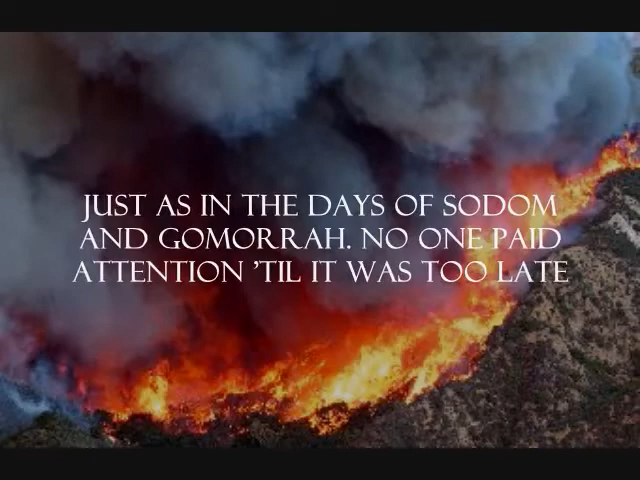 JUST AS IN THE DAYS OF SODOM
AND GOMORRAH. NO ONE PAID
ATTENTION 'TIL IT WAS TOO LATE